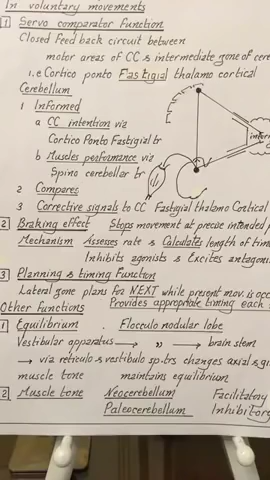 In voluntary movements
1 Servo comparator Function
Closed feed back circuit between
motor areas of CC & intermediate zone of cere
i.e Cortico ponto Fastigial thalamo cortical
Cerebellum
1 Informed
a CC intention via
Cortico Ponto Fastigial tr
b Muscles performance via
Spino cerebellar tr
2 Compares
3 Corrective signals to CC Fastigial thalamo Cortical
2 Braking effect Stops movement at precise intended p
Mechanism Assesses rate & Calculates length of time
Inhibits agonists & Excites antagon
3 Planning & timing Function
Lateral zone plans for NEXT while present mov. is occ
Provides appropriate timing each
Other Functions
1 Equilibrium . Flocculo nodular lobe
Vestibular apparatus → " → brain stem
→ via reticulo & vestibulo sp. trs changes axial & gi
muscle tone maintains equilibrium
2 Muscle tone Neocerebellum Facilitatory
Paleocerebellum Inhibitory